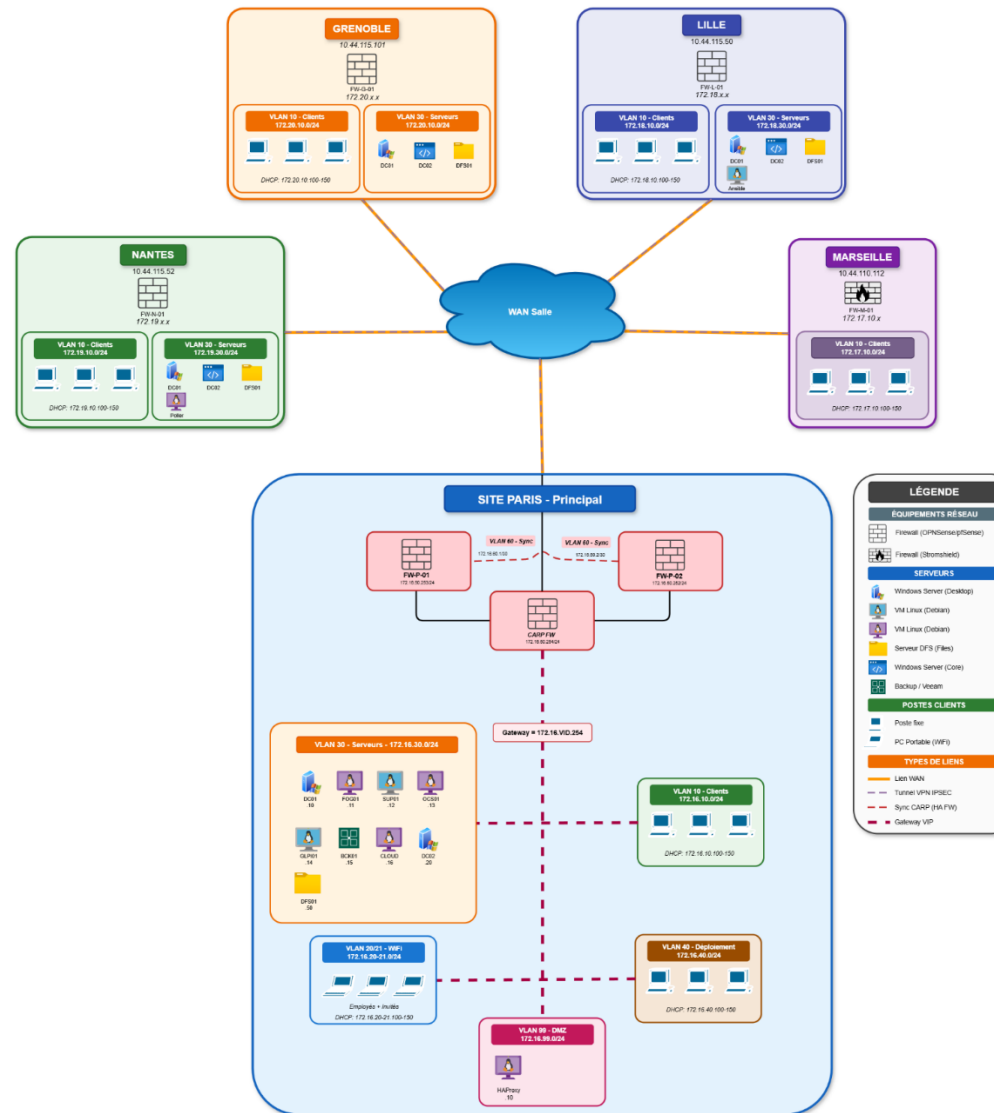 GRENOBLE
10.44.115.101
FW-G-01
172.20.x.x
VLAN 10 - Clients
172.20.10.0/24
DHCP: 172.20.10.100-150
VLAN 30 - Serveurs
172.20.10.0/24
DC01
DC02
DFS01
LILLE
10.44.115.50
FW-L-01
172.18.x.x
VLAN 10 - Clients
172.18.10.0/24
DHCP: 172.18.10.100-150
VLAN 30 - Serveurs
172.18.30.0/24
DC01
DC02
DFS01
Ansible
NANTES
10.44.115.52
FW-N-01
172.19.x.x
VLAN 10 - Clients
172.19.10.0/24
DHCP: 172.19.10.100-150
VLAN 30 - Serveurs
172.19.30.0/24
DC01
DC02
DFS01
Poller
WAN Salle
MARSEILLE
10.44.110.112
FW-M-01
172.17.10.x
VLAN 10 - Clients
172.17.10.0/24
DHCP: 172.17.10.100-150
SITE PARIS - Principal
VLAN 60 - Sync
VLAN 60 - Sync
FW-P-01
FW-P-02
CARP FW
Gateway = 172.16.VID.254
VLAN 30 - Serveurs - 172.16.30.0/24
DC01
.10
FOG01
.11
SUP01
.12
OCS01
.13
GLPI01
.14
BCK01
.15
CLOUD
.16
DC02
.20
DFS01
.50
VLAN 10 - Clients
172.16.10.0/24
DHCP: 172.16.10.100-150
VLAN 20/21 - WiFi
172.16.20-21.0/24
Employés + invités
DHCP: 172.16.20-21.100-150
VLAN 40 - Déploiement
172.16.40.0/24
DHCP: 172.16.40.100-150
VLAN 99 - DMZ
172.16.99.0/24
HAProxy
.10
LÉGENDE
ÉQUIPEMENTS RÉSEAU
Firewall (OPNSense/pfSense)
Firewall (Stromshield)
SERVEURS
Windows Server (Desktop)
VM Linux (Debian)
VM Linux (Debian)
Serveur DFS (Files)
Windows Server (Core)
Backup / Veeam
POSTES CLIENTS
Poste fixe
PC Portable (WiFi)
TYPES DE LIENS
Lien WAN
Tunnel VPN IPSEC
Sync CARP (HA FW)
Gateway VIP